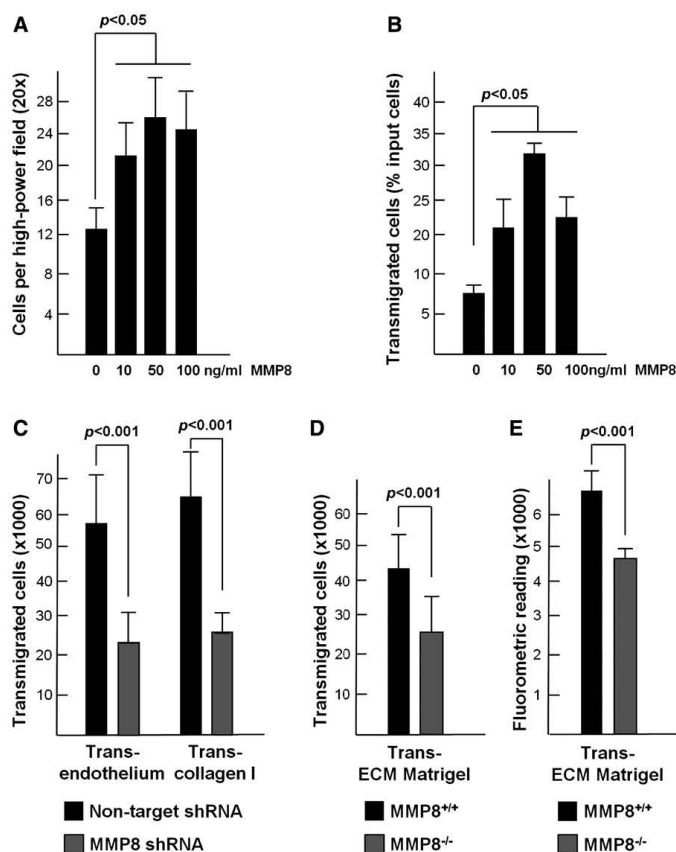 A
p<0.05
Cells per high-power field (20x)
28
24
20
16
12
8
4
0 10 50 100 ng/ml MMP8
B
p<0.05
Transmigrated cells (% input cells)
40
35
30
25
20
10
5
0 10 50 100ng/ml MMP8
C
p<0.001
p<0.001
Transmigrated cells (x1000)
70
60
50
40
30
20
10
Trans-
endothelium
Trans-
collagen I
Non-target shRNA
MMP8 shRNA
D
p<0.001
Transmigrated cells (x1000)
60
50
40
30
20
10
Trans-
ECM Matrigel
MMP8+/+
MMP8-/-
E
p<0.001
Fluorometric reading (x1000)
6
5
4
3
2
1
Trans-
ECM Matrigel
MMP8+/+
MMP8-/-